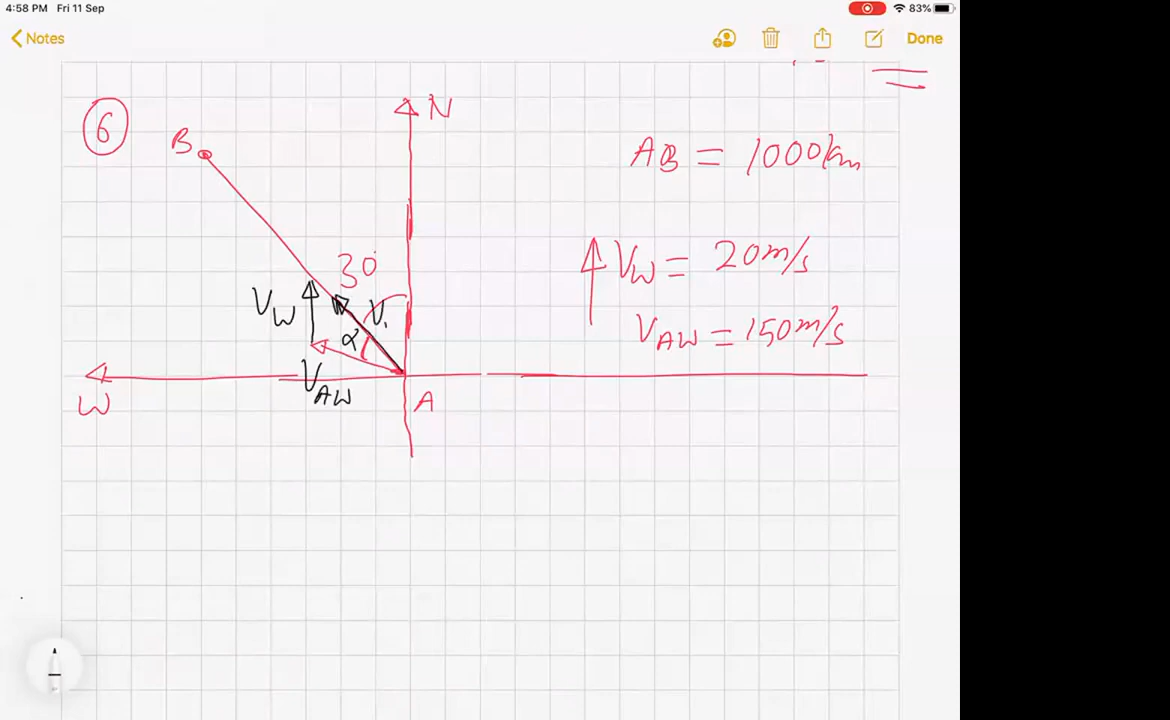 4:58 PM Fri 11 Sep
83%
Notes
Done
6
B
N
AB = 1000km
30°
VW = 20m/s
VW
V
α
VAW = 150m/s
VAW
W
A